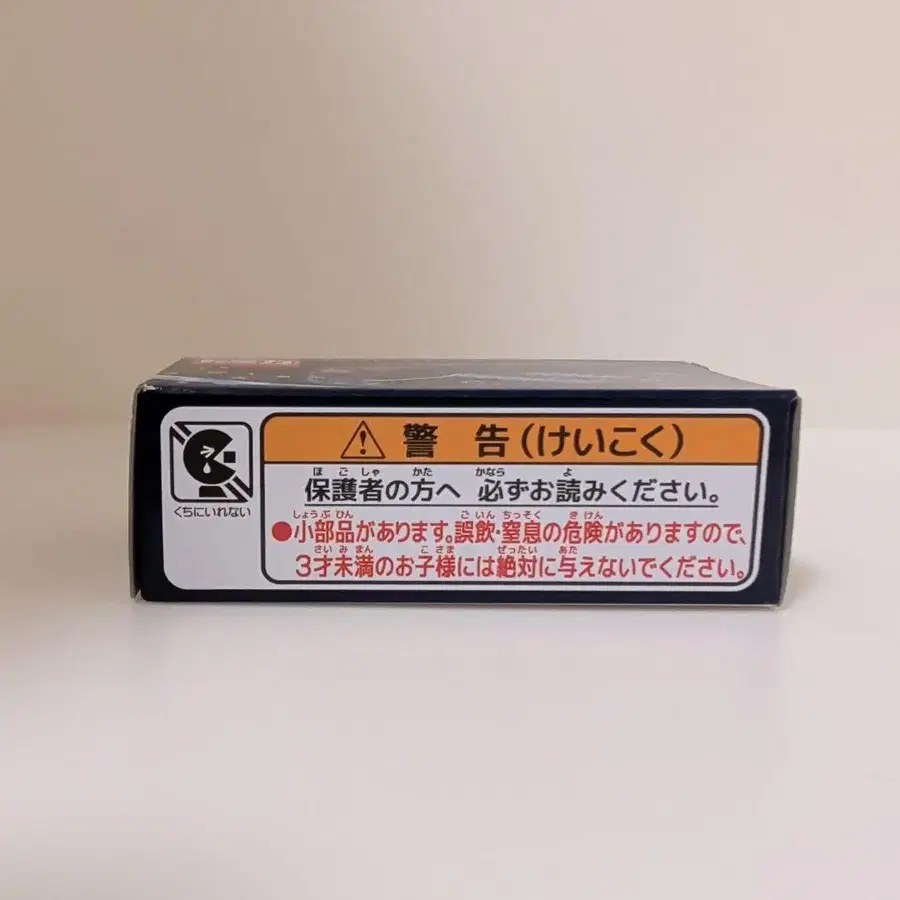 警 告(けいこく)
ほごしゃ かた かなら よ
保護者の方へ 必ずお読みください。
しょうぶひん ごいん ちっそく きけん
●小部品があります。誤飲・窒息の危険がありますので、
さいみまん こさま ぜったい あた
3才未満のお子様には絶対に与えないでください。
くちにいれない